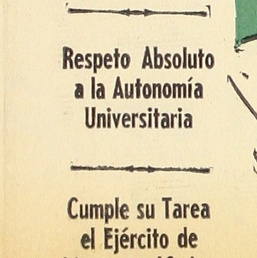 Respeto Absoluto
a la Autonomía
Universitaria
Cumple su Tarea
el Ejército de